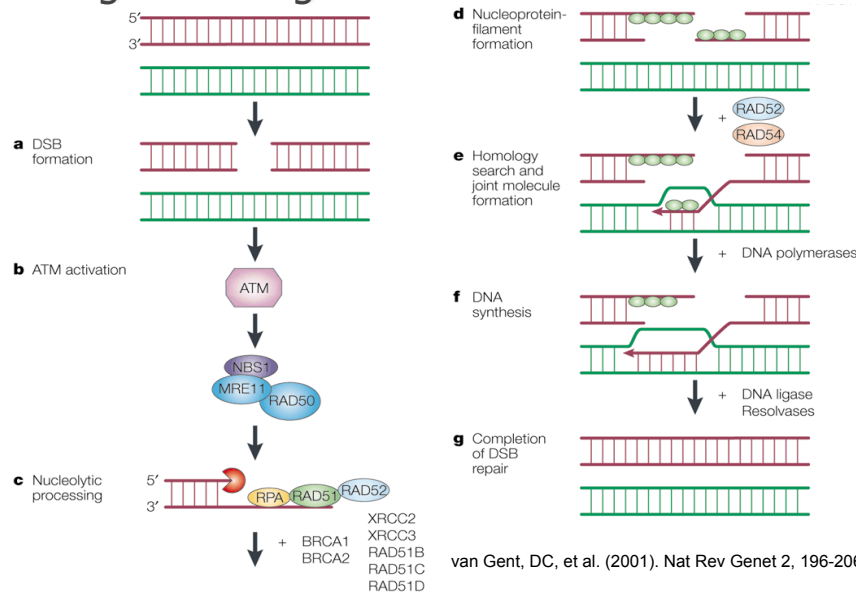 5′
3′
a DSB
formation
b ATM activation
ATM
NBS1
MRE11
RAD50
c Nucleolytic
processing
5′
3′
RPA
RAD51
RAD52
+ BRCA1
BRCA2
XRCC2
XRCC3
RAD51B
RAD51C
RAD51D
d Nucleoprotein-
filament
formation
+
RAD52
RAD54
e Homology
search and
joint molecule
formation
+ DNA polymerases
f DNA
synthesis
+ DNA ligase
Resolvases
g Completion
of DSB
repair
van Gent, DC, et al. (2001). Nat Rev Genet 2, 196-206